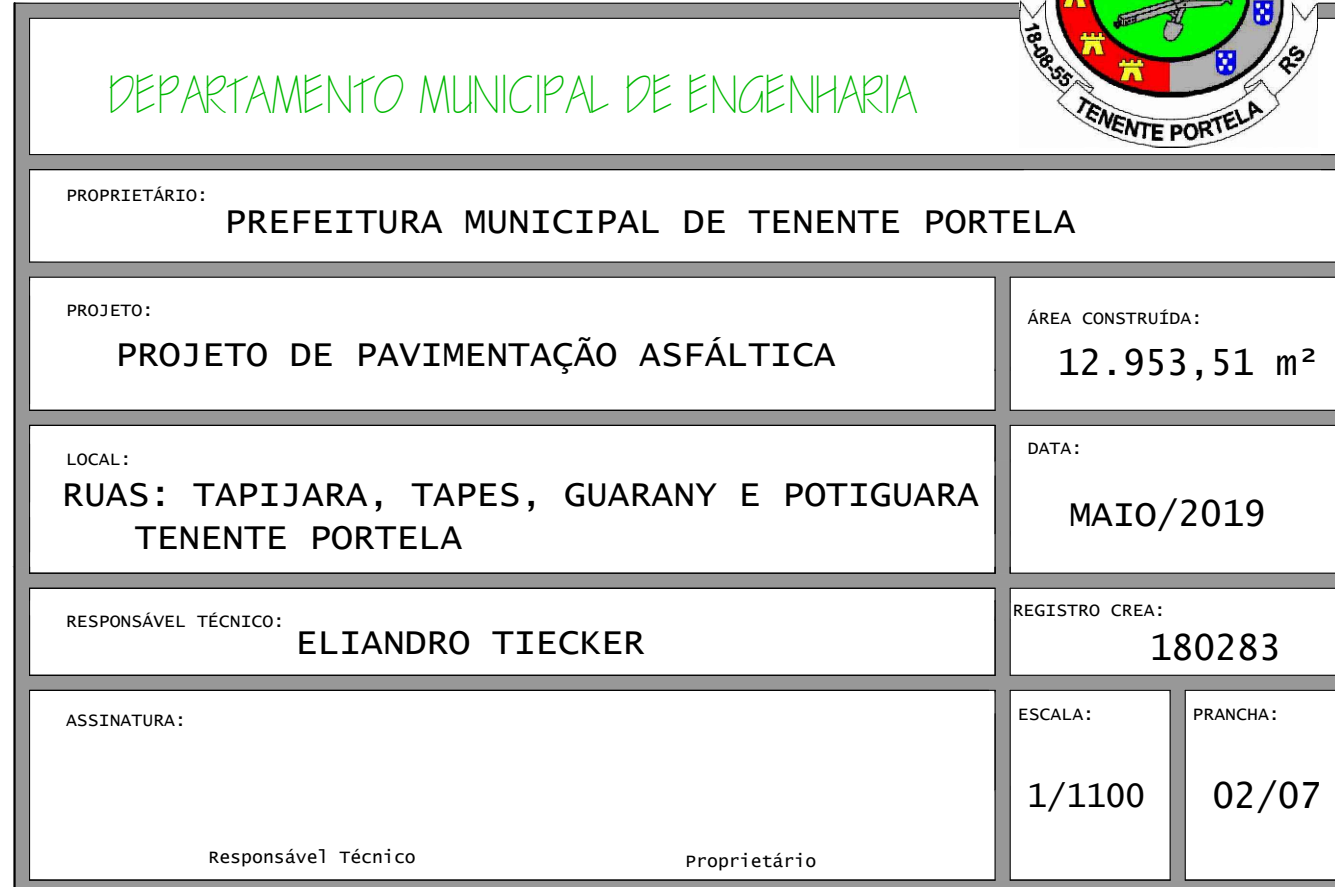 DEPARTAMENTO MUNICIPAL DE ENGENHARIA
18-08-55
TENENTE PORTELA
RS
PROPRIETÁRIO:
PREFEITURA MUNICIPAL DE TENENTE PORTELA
PROJETO:
PROJETO DE PAVIMENTAÇÃO ASFÁLTICA
ÁREA CONSTRUÍDA:
12.953,51 m²
LOCAL:
RUAS: TAPIJARA, TAPES, GUARANY E POTIGUARA
TENENTE PORTELA
DATA:
MAIO/2019
RESPONSÁVEL TÉCNICO:
ELIANDRO TIECKER
REGISTRO CREA:
180283
ASSINATURA:
Responsável Técnico
Proprietário
ESCALA:
1/1100
PRANCHA:
02/07